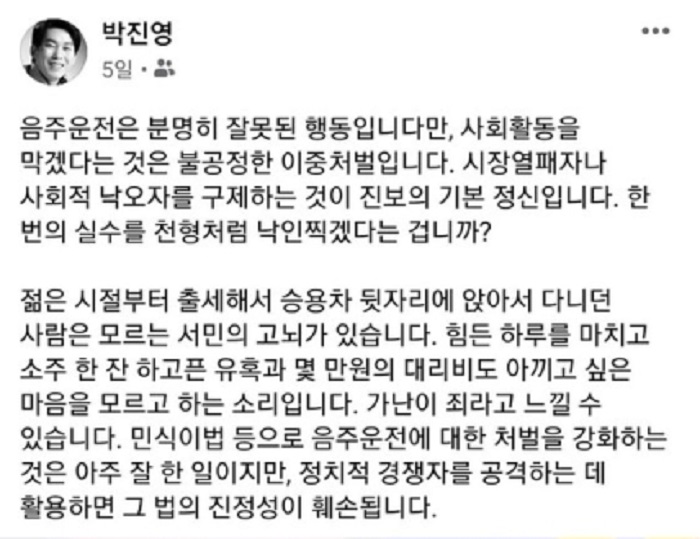 박진영
5일 ·
음주운전은 분명히 잘못된 행동입니다만, 사회활동을
막겠다는 것은 불공정한 이중처벌입니다. 시장열패자나
사회적 낙오자를 구제하는 것이 진보의 기본 정신입니다. 한
번의 실수를 천형처럼 낙인찍겠다는 겁니까?
젊은 시절부터 출세해서 승용차 뒷자리에 앉아서 다니던
사람은 모르는 서민의 고뇌가 있습니다. 힘든 하루를 마치고
소주 한 잔 하고픈 유혹과 몇 만원의 대리비도 아끼고 싶은
마음을 모르고 하는 소리입니다. 가난이 죄라고 느낄 수
있습니다. 민식이법 등으로 음주운전에 대한 처벌을 강화하는
것은 아주 잘 한 일이지만, 정치적 경쟁자를 공격하는 데
활용하면 그 법의 진정성이 훼손됩니다.